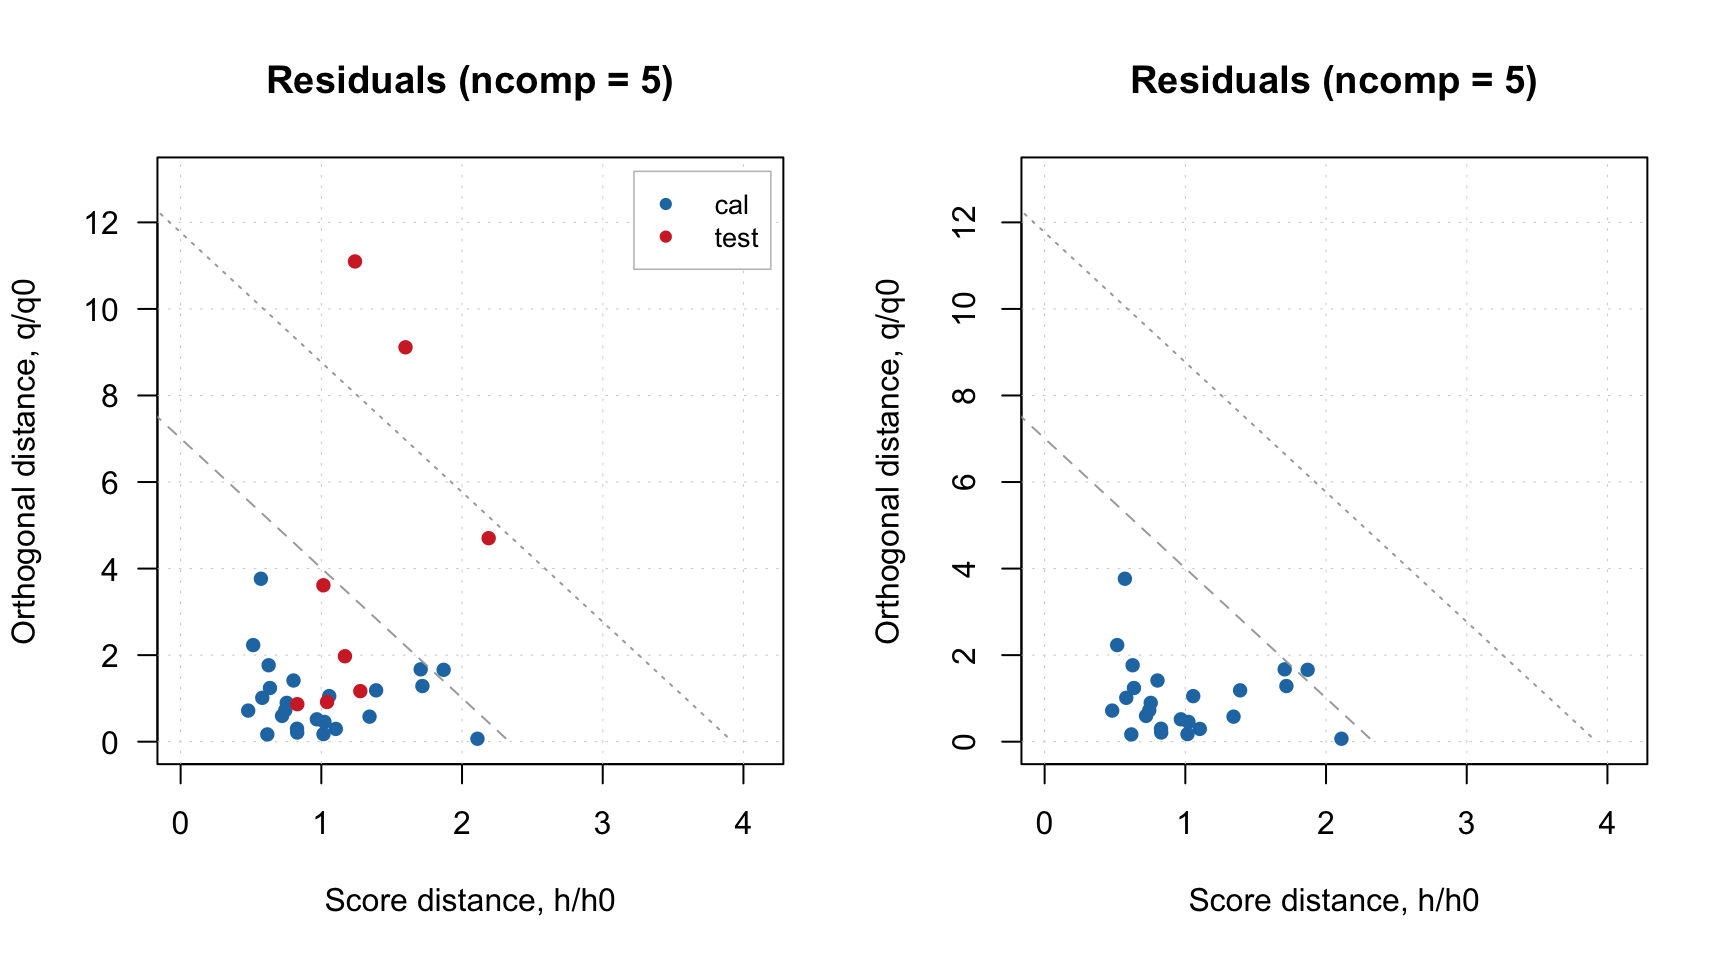 Residuals (ncomp = 5)
Orthogonal distance, q/q0
12
10
8
6
4
2
0
cal
test
0 1 2 3 4
Score distance, h/h0
Residuals (ncomp = 5)
Orthogonal distance, q/q0
12
10
8
6
4
2
0
0 1 2 3 4
Score distance, h/h0